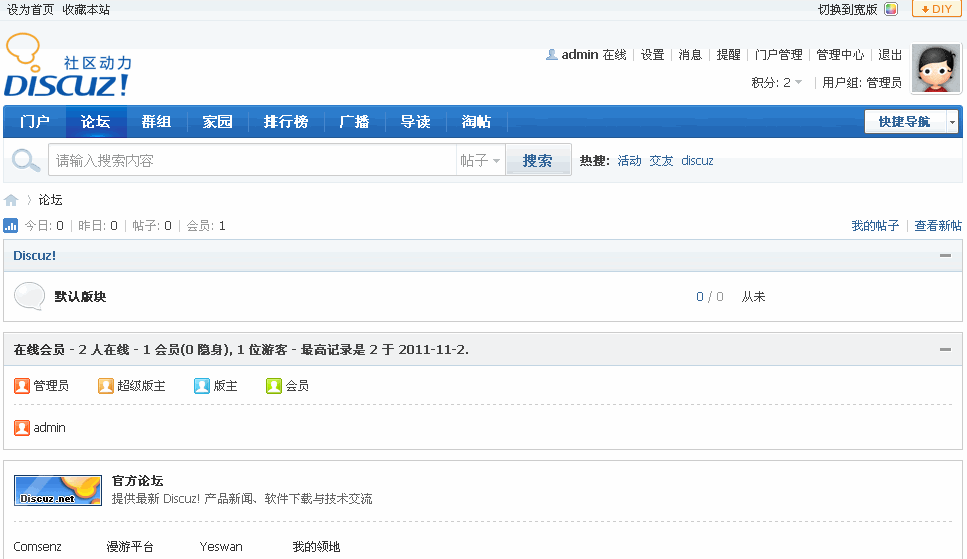 设为首页 收藏本站 切换到宽版 DIY
社区动力
DISCUZ!
admin 在线 设置 消息 提醒 门户管理 管理中心 退出
积分: 2 用户组: 管理员
门户 论坛 群组 家园 排行榜 广播 导读 淘帖 快捷导航
请输入搜索内容 帖子 搜索 热搜: 活动 交友 discuz
论坛
今日: 0 昨日: 0 帖子: 0 会员: 1 我的帖子 查看新帖
Discuz!
默认版块 0 / 0 从未
在线会员 - 2 人在线 - 1 会员(0 隐身), 1 位游客 - 最高记录是 2 于 2011-11-2.
管理员 超级版主 版主 会员
admin
Discuz.net 官方论坛
提供最新 Discuz! 产品新闻、软件下载与技术交流
Comsenz 漫游平台 Yeswan 我的领地